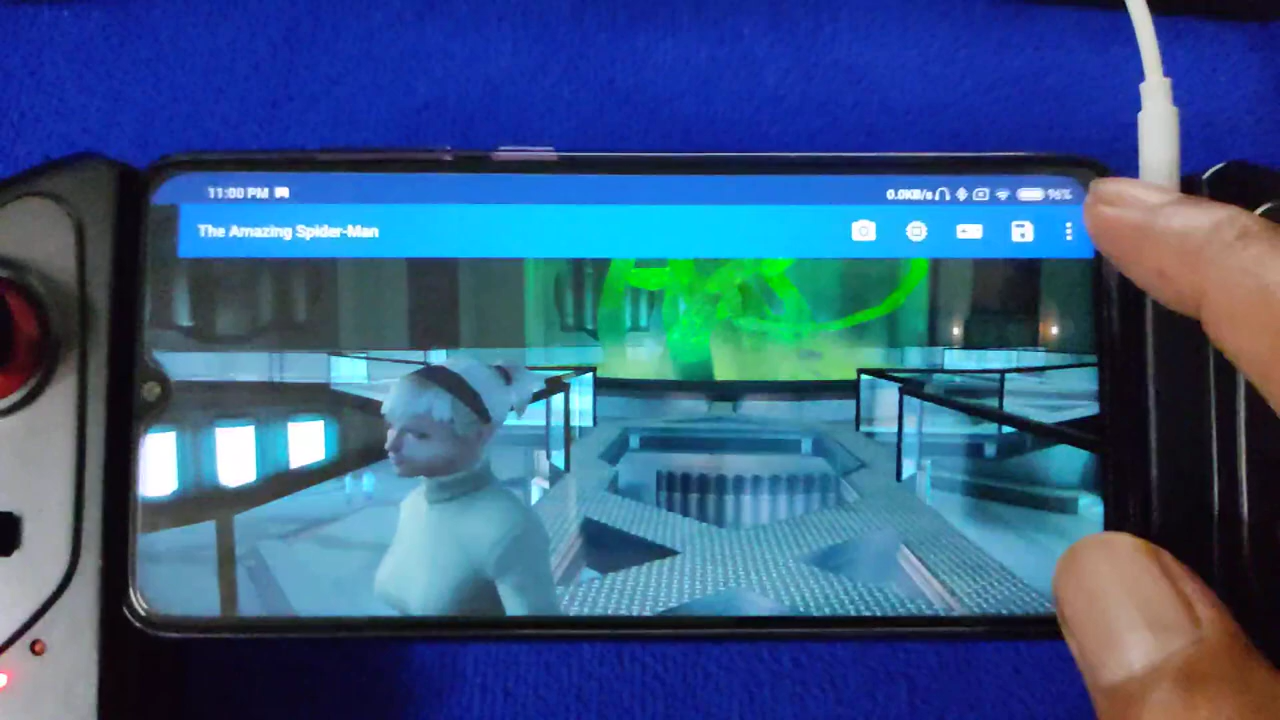 11:00 PM
0.0KB/s 96%
The Amazing Spider-Man